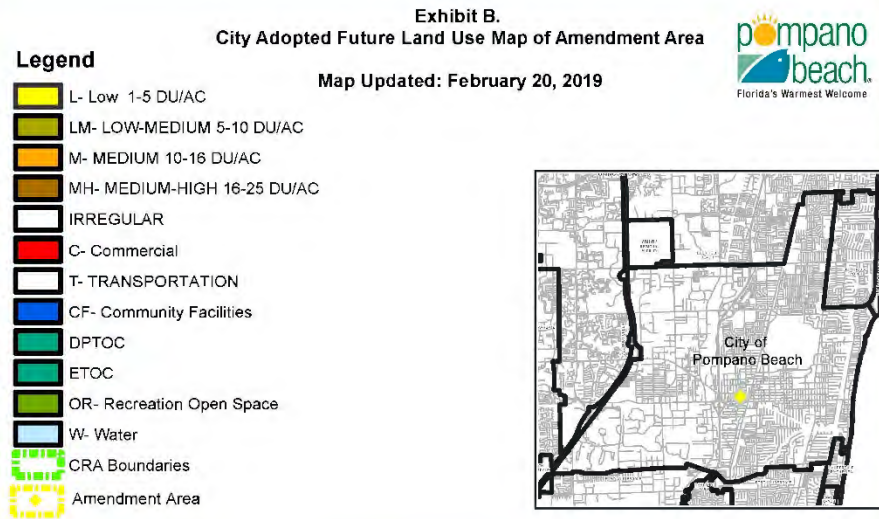 Exhibit B.
City Adopted Future Land Use Map of Amendment Area
Map Updated: February 20, 2019
pompano
beach
Florida's Warmest Welcome
Legend
L- Low 1-5 DU/AC
LM- LOW-MEDIUM 5-10 DU/AC
M- MEDIUM 10-16 DU/AC
MH- MEDIUM-HIGH 16-25 DU/AC
IRREGULAR
C- Commercial
T- TRANSPORTATION
CF- Community Facilities
DPTOC
ETOC
OR- Recreation Open Space
W- Water
CRA Boundaries
Amendment Area
City of
Pompano Beach